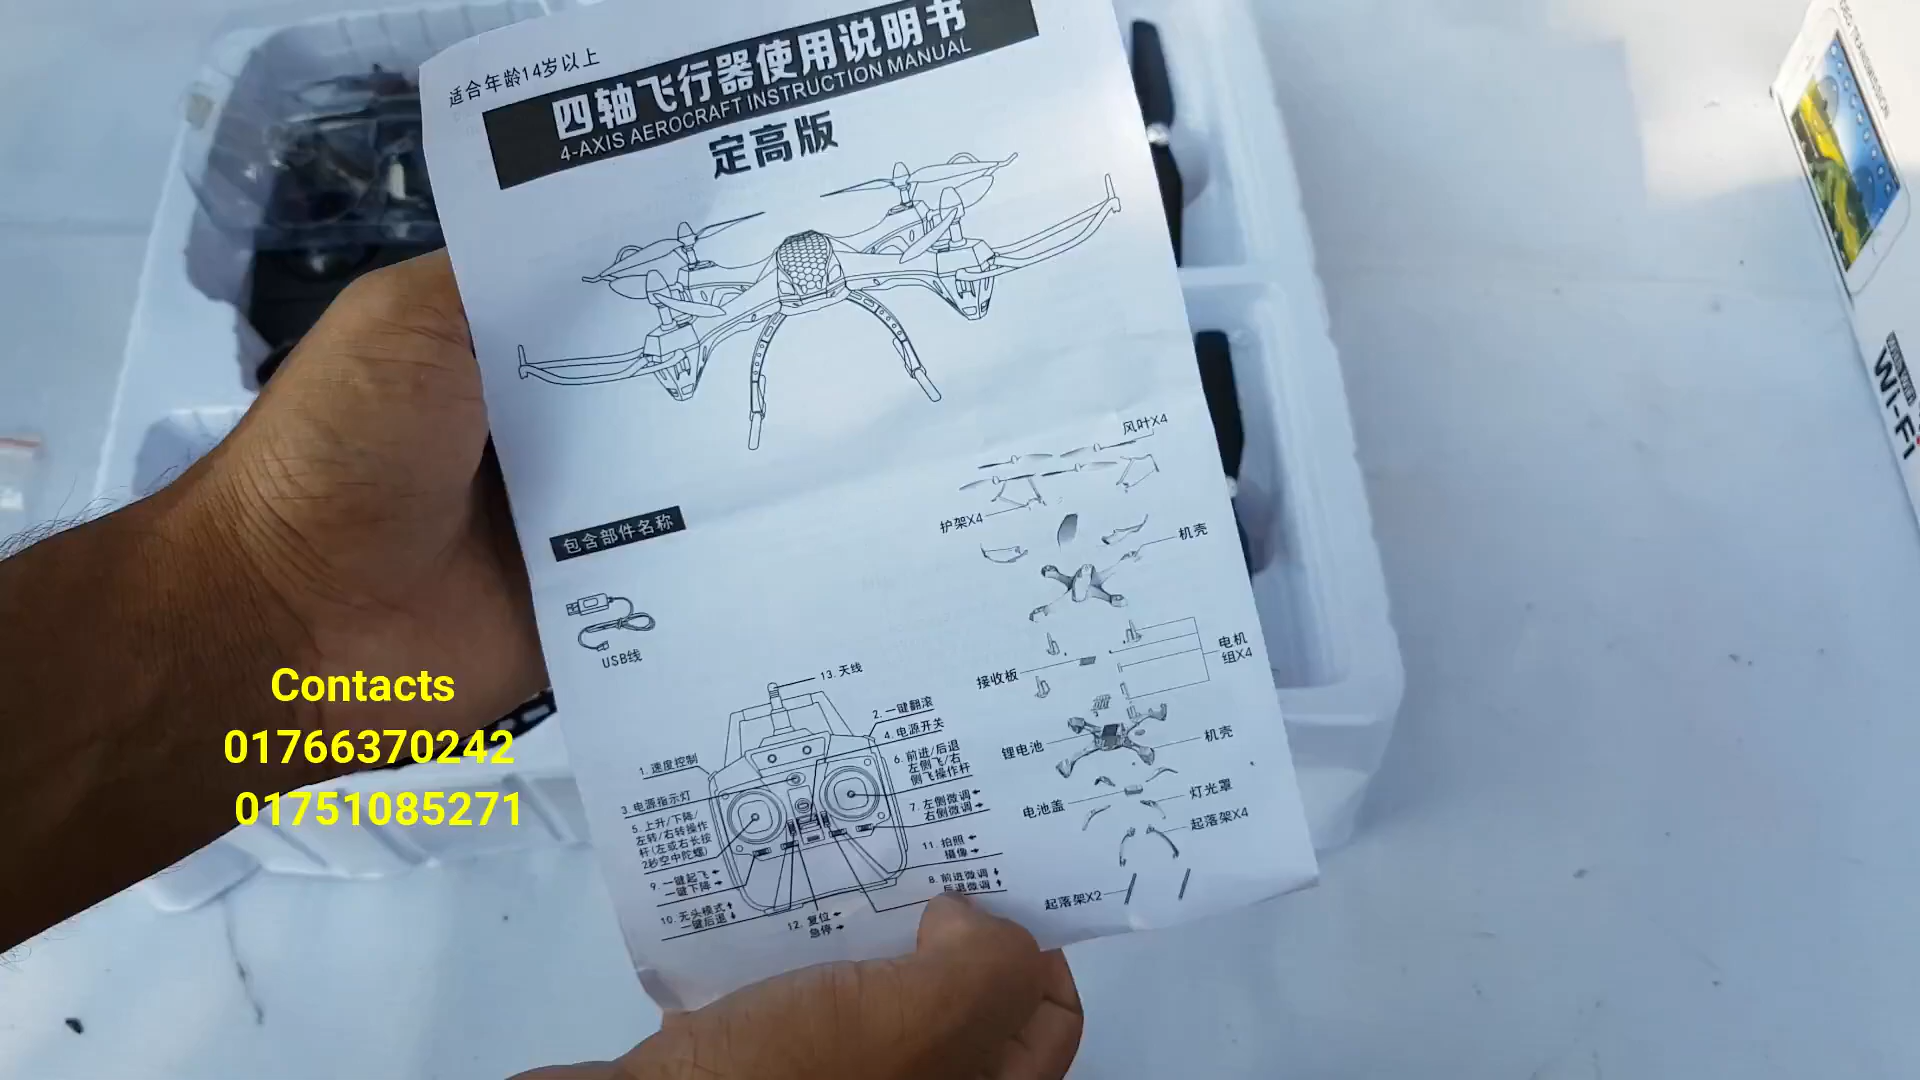 适合年龄14岁以上
四轴飞行器使用说明书
4-AXIS AEROCRAFT INSTRUCTION MANUAL
定高版
风叶X4
护架X4
机壳
包含部件名称
USB线
电机
组X4
接收板
锂电池
机壳
电池盖
灯光罩
起落架X4
起落架X2
13. 天线
2. 一键翻滚
4. 电源开关
6. 前进/后退
左侧飞/右
侧飞操作杆
7. 左侧微调
右侧微调
11. 拍照
摄像
8. 前进微调
后退微调
1. 速度控制
3. 电源指示灯
5. 上升/下降/
左转/右转操作
杆(左或右长按
2秒空中陀螺)
9. 一键起飞
一键下降
10. 无头模式
一键后退
12. 复位
急停
Contacts
01766370242
01751085271
Wi-Fi